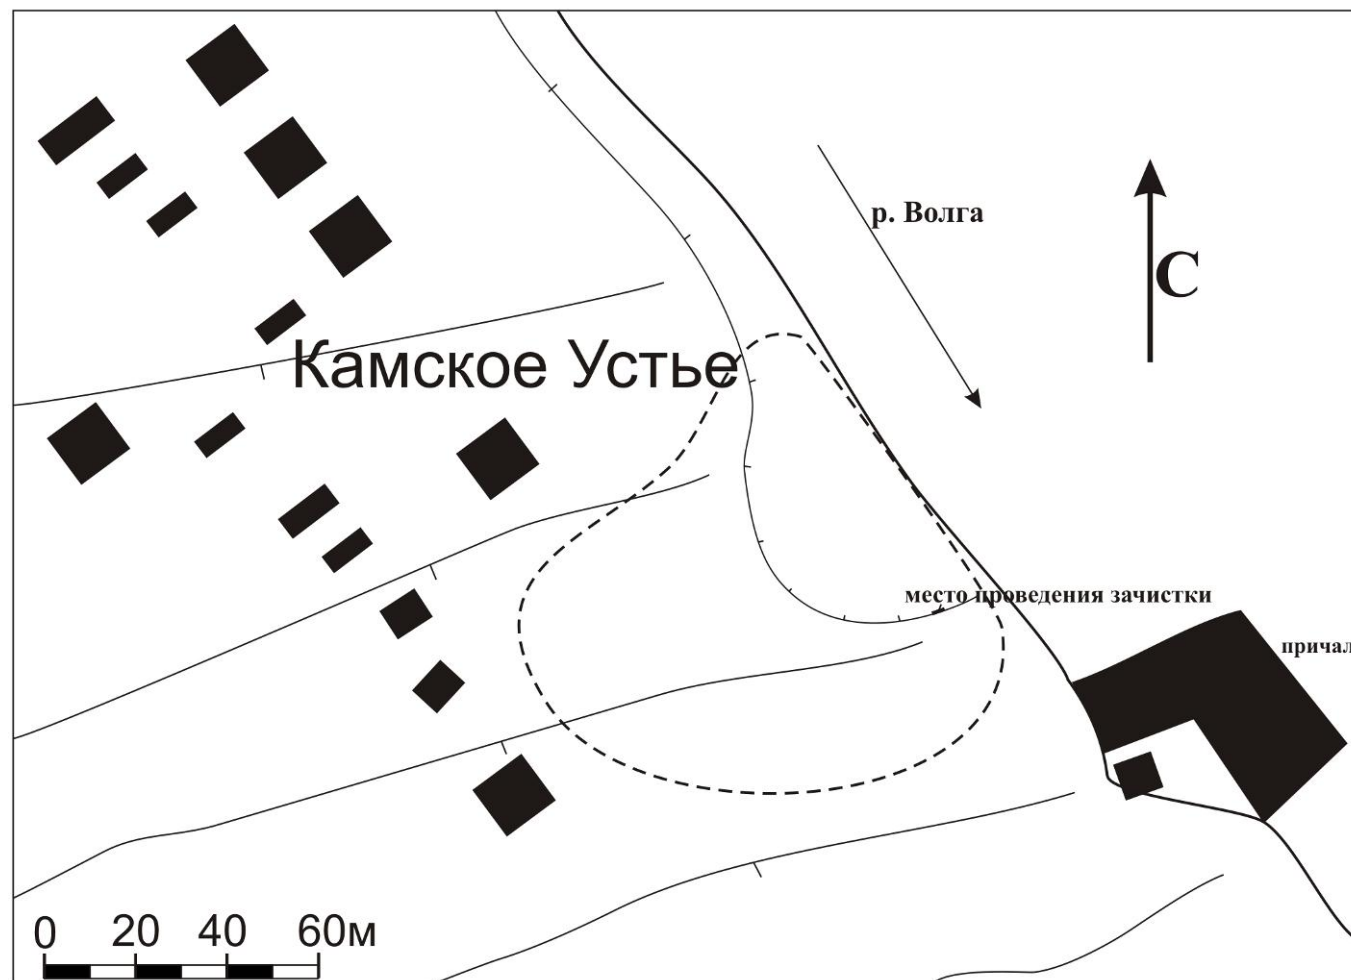 р. Волга
С
Камское Устье
место проведения зачистки
причал
0 20 40 60м